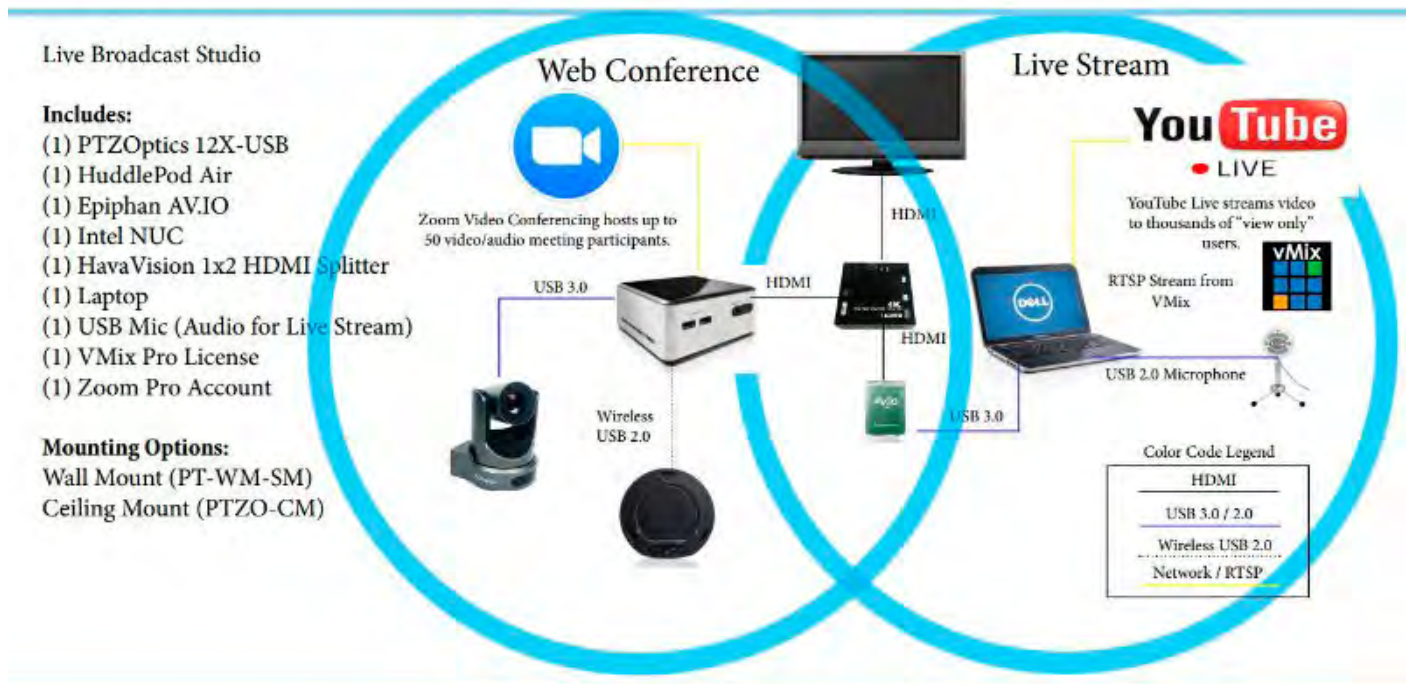 Live Broadcast Studio
Includes:
(1) PTZOptics 12X-USB
(1) HuddlePod Air
(1) Epiphan AV.IO
(1) Intel NUC
(1) HavaVision 1x2 HDMI Splitter
(1) Laptop
(1) USB Mic (Audio for Live Stream)
(1) VMix Pro License
(1) Zoom Pro Account
Mounting Options:
Wall Mount (PT-WM-SM)
Ceiling Mount (PTZO-CM)
Web Conference
Zoom Video Conferencing hosts up to
50 video/audio meeting participants.
USB 3.0
HDMI
Wireless
USB 2.0
HDMI
4K
HDMI
USB 3.0
Live Stream
You Tube
LIVE
YouTube Live streams video
to thousands of "view only"
users.
vMix
RTSP Stream from
VMix
DELL
USB 2.0 Microphone
Color Code Legend
HDMI
USB 3.0 / 2.0
Wireless USB 2.0
Network / RTSP